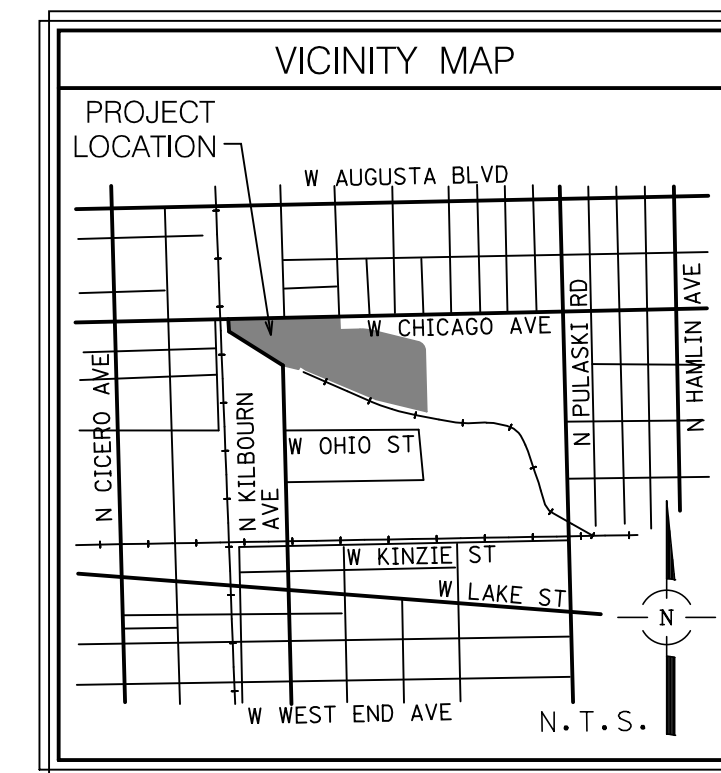 VICINITY MAP
PROJECT
LOCATION
W AUGUSTA BLVD
W CHICAGO AVE
N PULASKI RD
N HAMLIN AVE
N CICERO AVE
N KILBOURN
AVE
W OHIO ST
W KINZIE ST
W LAKE ST
N
W WEST END AVE
N.T.S.